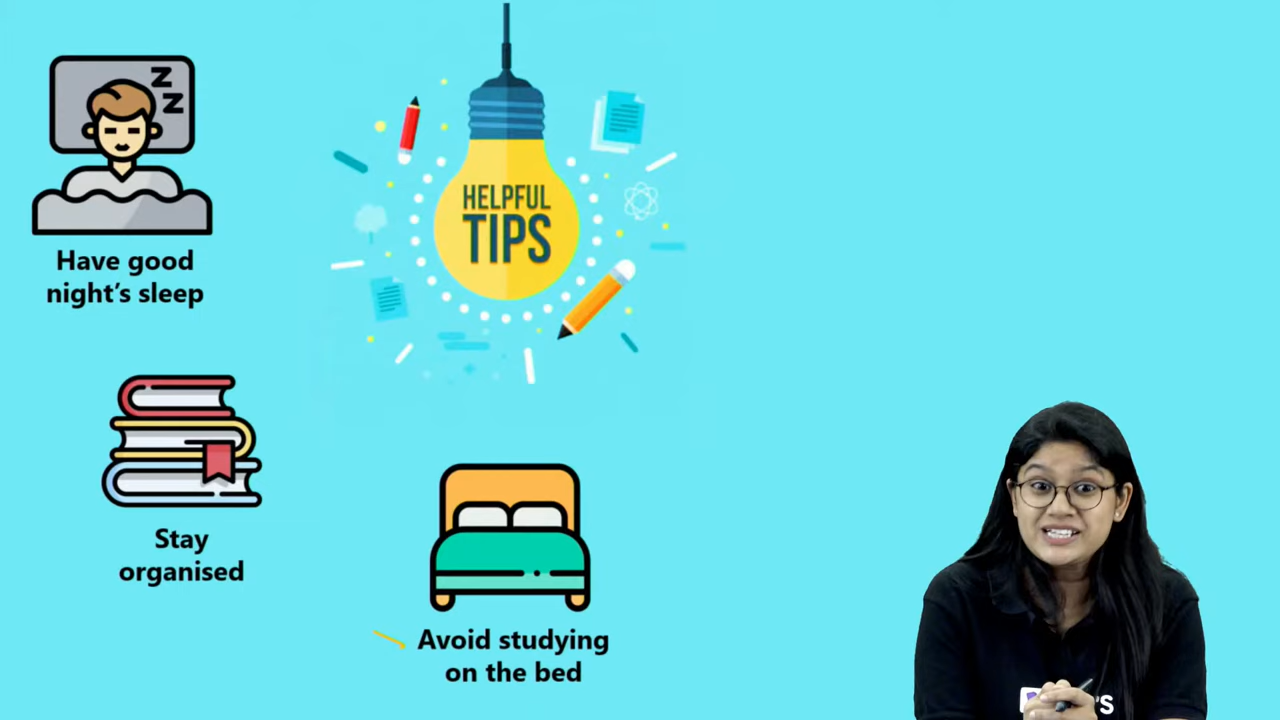 Z
Z
HELPFUL
TIPS
Have good
night's sleep
Stay
organised
Avoid studying
on the bed
'S